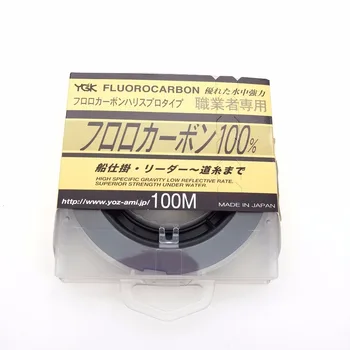 YGK FLUOROCARBON 優れた水中強力
フロロカーボンハリスプロタイプ 職業者専用
フロロカーボン100%
船仕掛・リーダー〜道糸まで
HIGH SPECIFIC GRAVITY LOW REFLECTIVE RATE.
SUPERIOR STRENGTH UNDER WATER
http://www.yoz-ami.jp/ 100M MADE IN JAPAN